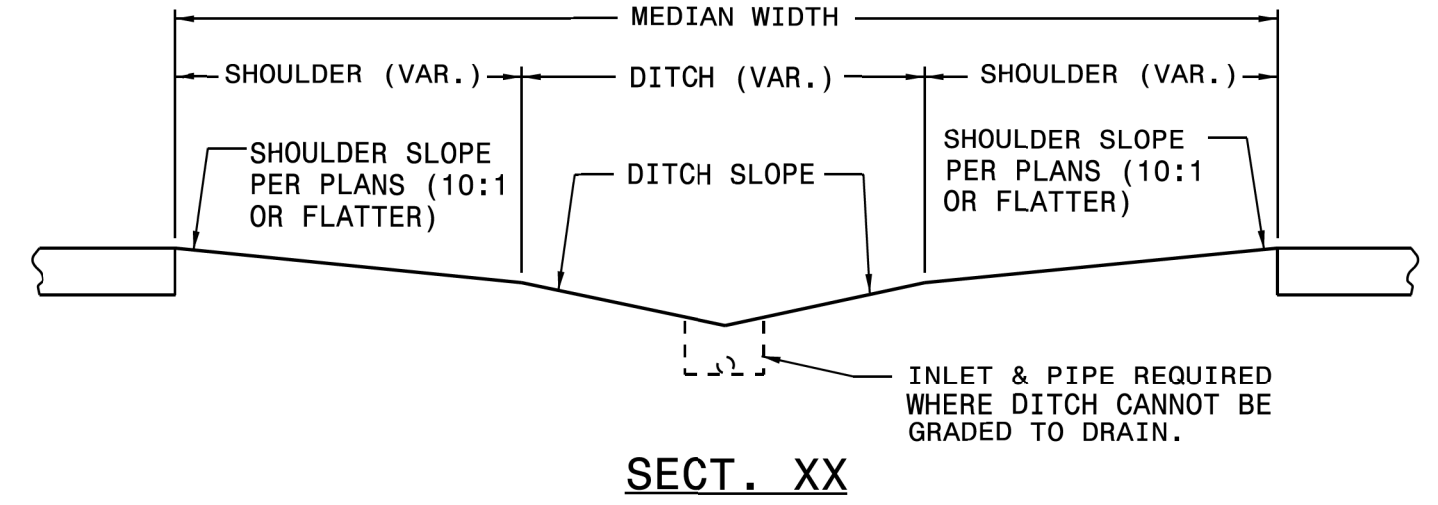 MEDIAN WIDTH
SHOULDER (VAR.)
DITCH (VAR.)
SHOULDER (VAR.)
SHOULDER SLOPE
PER PLANS (10:1
OR FLATTER)
DITCH SLOPE
SHOULDER SLOPE
PER PLANS (10:1
OR FLATTER)
INLET & PIPE REQUIRED
WHERE DITCH CANNOT BE
GRADED TO DRAIN.
SECT. XX